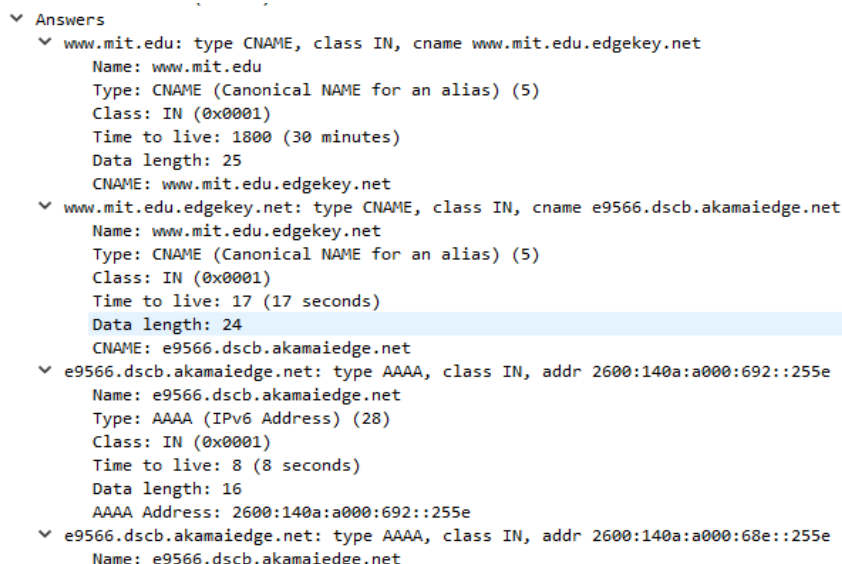 Answers
www.mit.edu: type CNAME, class IN, cname www.mit.edu.edgekey.net
Name: www.mit.edu
Type: CNAME (Canonical NAME for an alias) (5)
Class: IN (0x0001)
Time to live: 1800 (30 minutes)
Data length: 25
CNAME: www.mit.edu.edgekey.net
www.mit.edu.edgekey.net: type CNAME, class IN, cname e9566.dscb.akamaiedge.net
Name: www.mit.edu.edgekey.net
Type: CNAME (Canonical NAME for an alias) (5)
Class: IN (0x0001)
Time to live: 17 (17 seconds)
Data length: 24
CNAME: e9566.dscb.akamaiedge.net
e9566.dscb.akamaiedge.net: type AAAA, class IN, addr 2600:140a:a000:692::255e
Name: e9566.dscb.akamaiedge.net
Type: AAAA (IPv6 Address) (28)
Class: IN (0x0001)
Time to live: 8 (8 seconds)
Data length: 16
AAAA Address: 2600:140a:a000:692::255e
e9566.dscb.akamaiedge.net: type AAAA, class IN, addr 2600:140a:a000:68e::255e
Name: e9566.dscb.akamaiedge.net